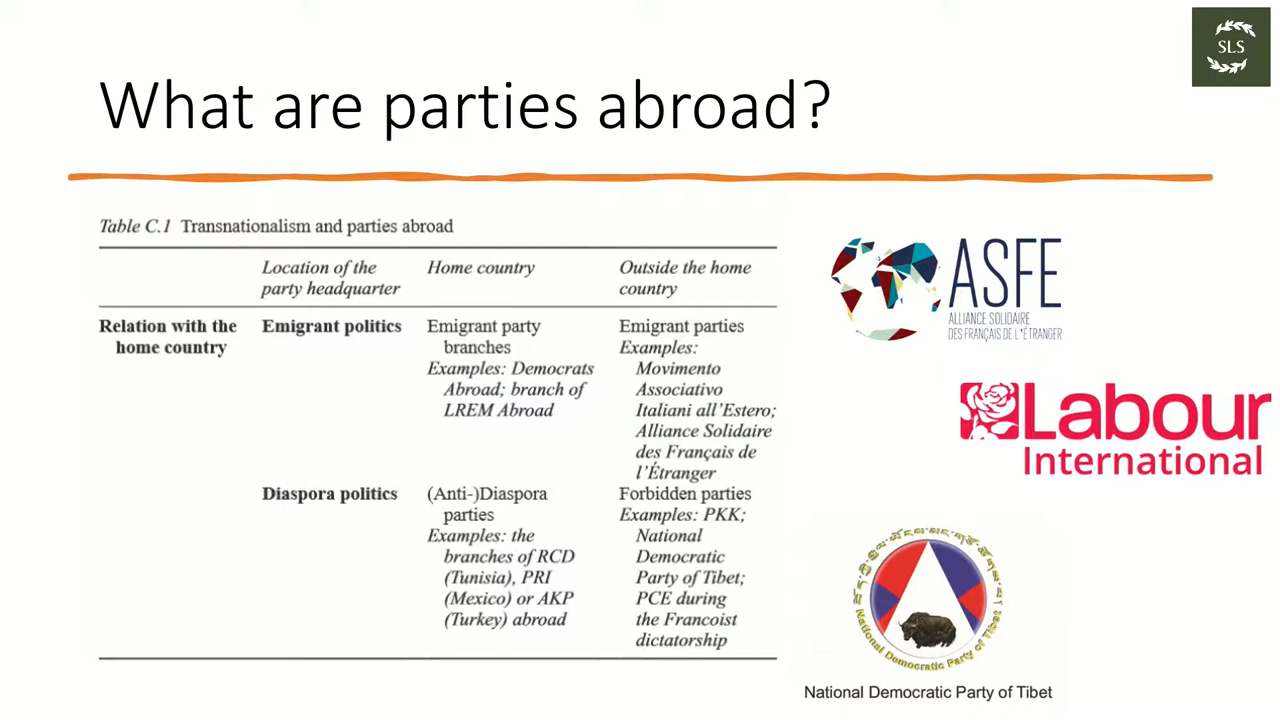 SLS
What are parties abroad?
Table C.1 Transnationalism and parties abroad
Location of the
party headquarter
Home country
Outside the home
country
Relation with the
home country
Emigrant politics
Emigrant party
branches
Examples: Democrats
Abroad; branch of
LREM Abroad
Emigrant parties
Examples:
Movimento
Associativo
Italiani all'Estero;
Alliance Solidaire
des Français de
l'Étranger
Diaspora politics
(Anti-)Diaspora
parties
Examples: the
branches of RCD
(Tunisia), PRI
(Mexico) or AKP
(Turkey) abroad
Forbidden parties
Examples: PKK;
National
Democratic
Party of Tibet;
PCE during
the Francoist
dictatorship
ASFE
ALLIANCE SOLIDAIRE
DES FRANÇAIS DE L'ÉTRANGER
Labour
International
National Democratic Party of Tibet
National Democratic Party of Tibet